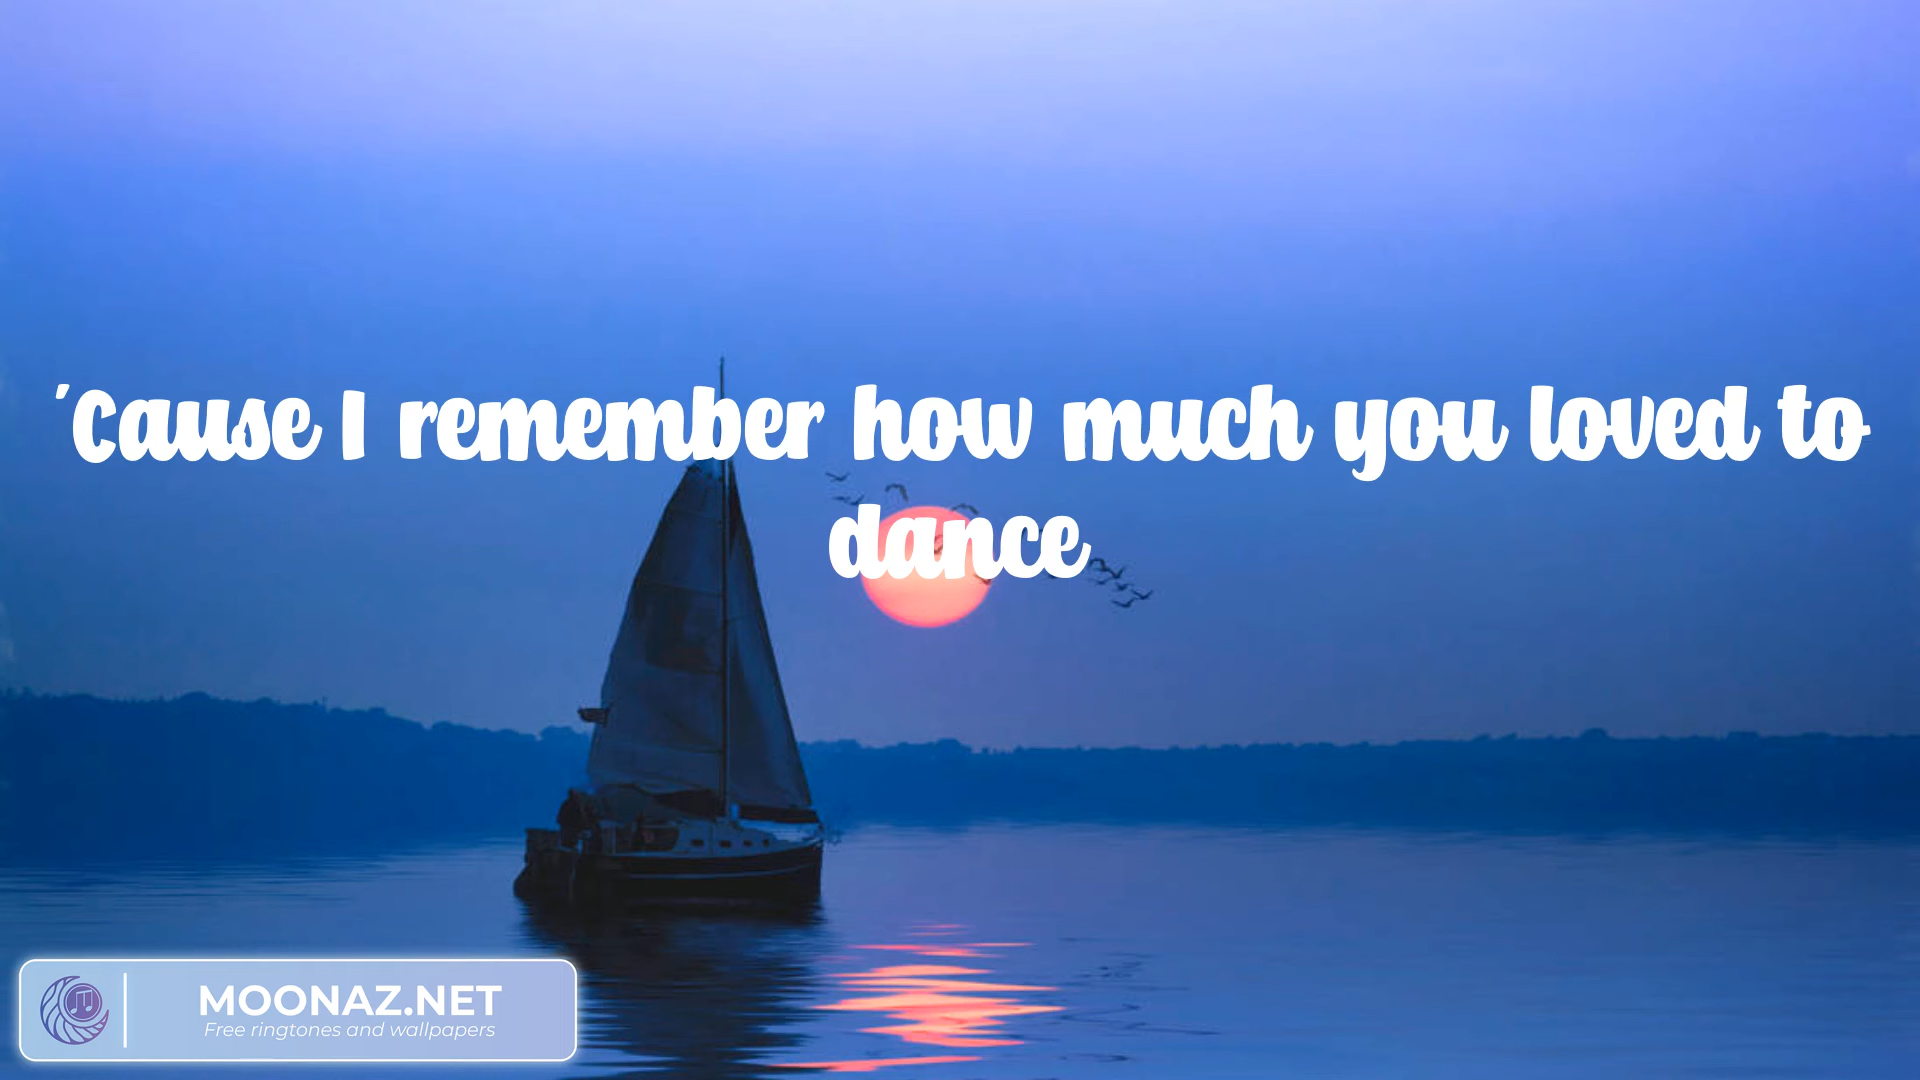 'Cause I remember how much you loved to
dance
MOONAZ.NET
Free ringtones and wallpapers